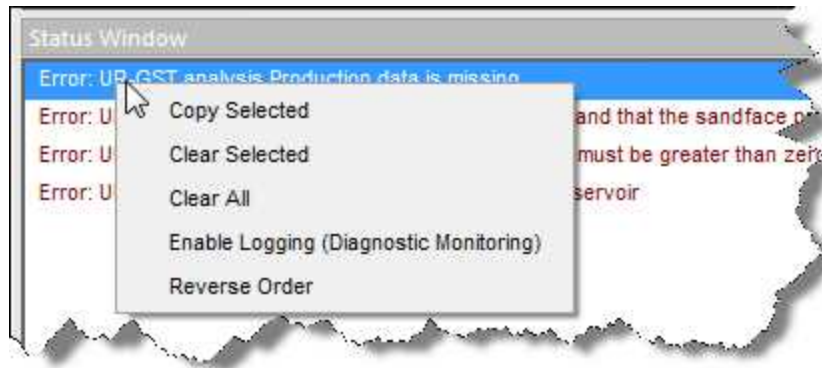 Status Window
Error: UR-GST analysis Production data is missing
Error: U and that the sandface
Error: U must be greater than zero
Error: U servoir
Copy Selected
Clear Selected
Clear All
Enable Logging (Diagnostic Monitoring)
Reverse Order